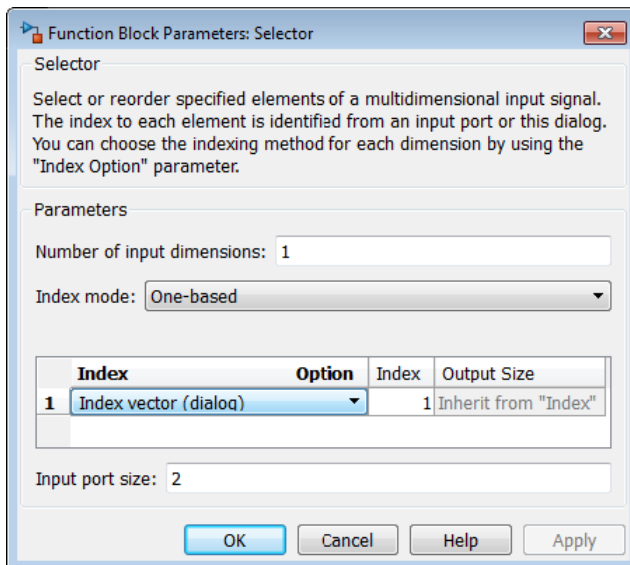 Function Block Parameters: Selector
Selector
Select or reorder specified elements of a multidimensional input signal.
The index to each element is identified from an input port or this dialog.
You can choose the indexing method for each dimension by using the
"Index Option" parameter.
Parameters
Number of input dimensions: 1
Index mode: One-based
Index Option Index Output Size
1 Index vector (dialog) 1 Inherit from "Index"
Input port size: 2
OK Cancel Help Apply